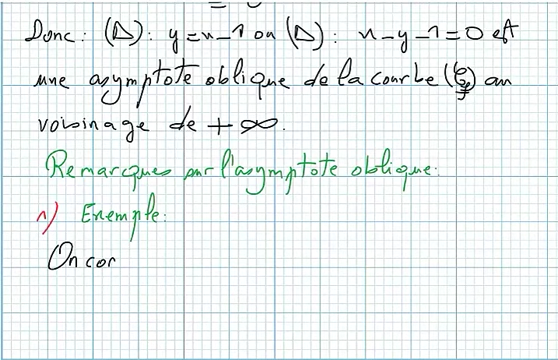 Donc: (Δ): y=x-1 ou (Δ): x-y-1=0 est
une asymptote oblique de la courbe (C) au
voisinage de +∞.
Remarques sur l'asymptote oblique:
1) Exemple:
On con